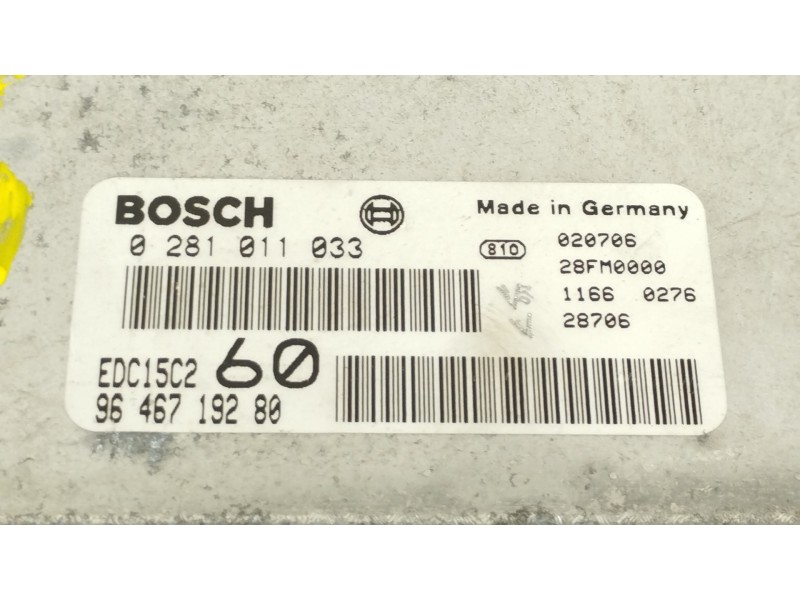 BOSCH
Made in Germany
0 281 011 033
810
020706
28FM0000
1166 0276
28706
EDC15C2 60
96 467 192 80